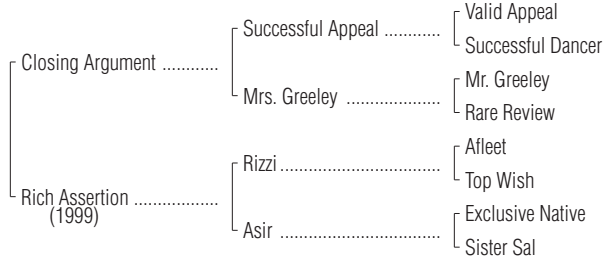 Valid Appeal
Successful Appeal ............
Successful Dancer
Closing Argument ............
Mr. Greeley
Mrs. Greeley ....................
Rare Review
Afleet
Rizzi ..................................
Top Wish
Rich Assertion ..................
(1999)
Exclusive Native
Asir ..................................
Sister Sal